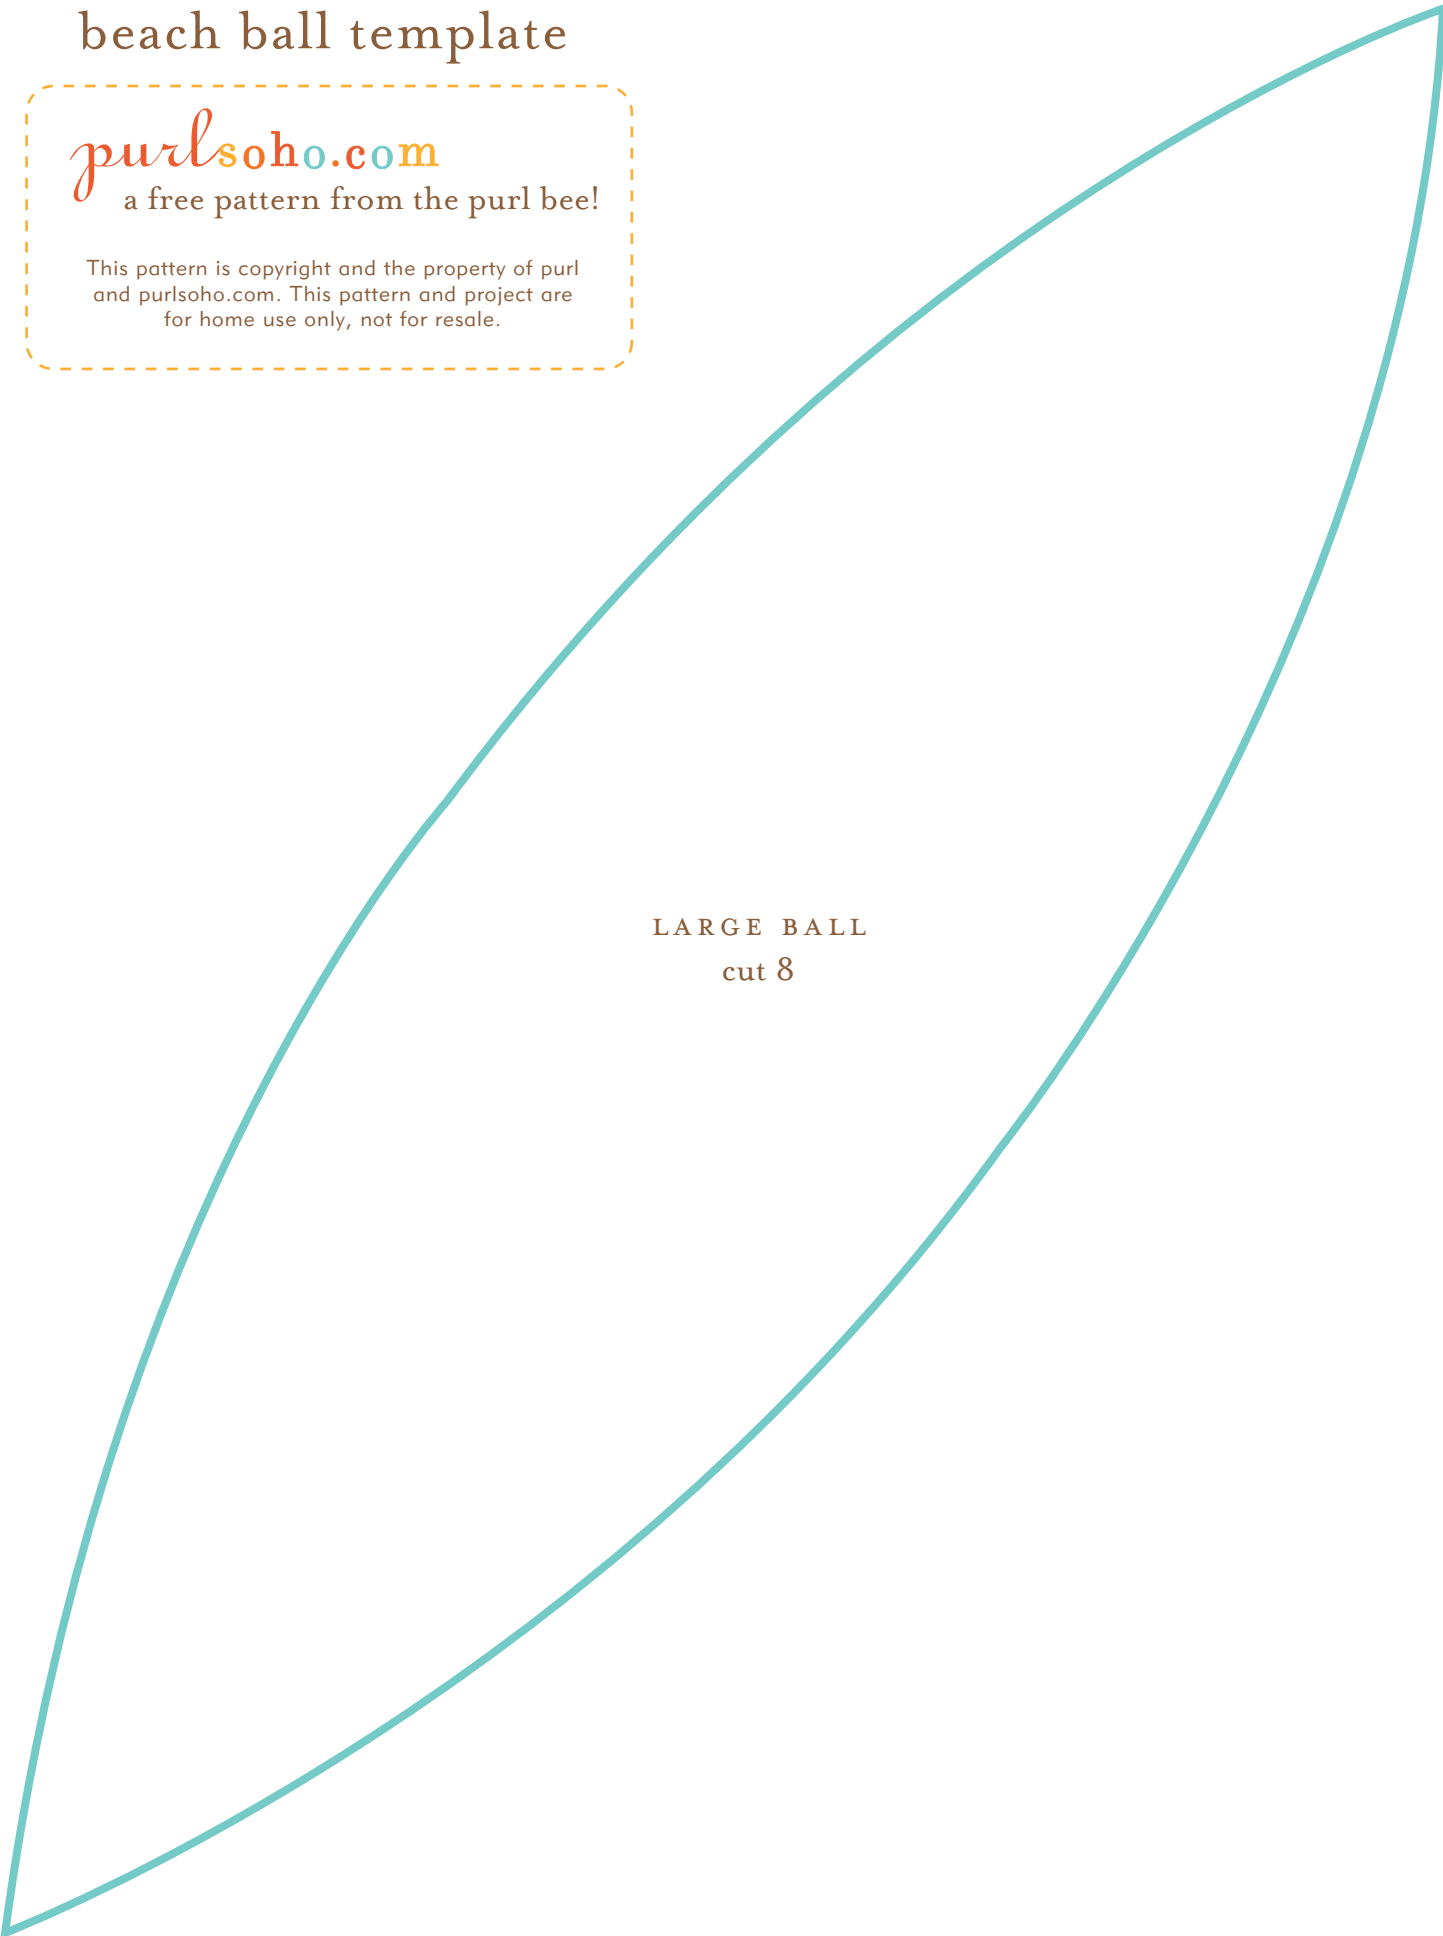 beach ball template
purlsoho.com
a free pattern from the purl bee!
This pattern is copyright and the property of purl
and purlsoho.com. This pattern and project are
for home use only, not for resale.
LARGE BALL
cut 8